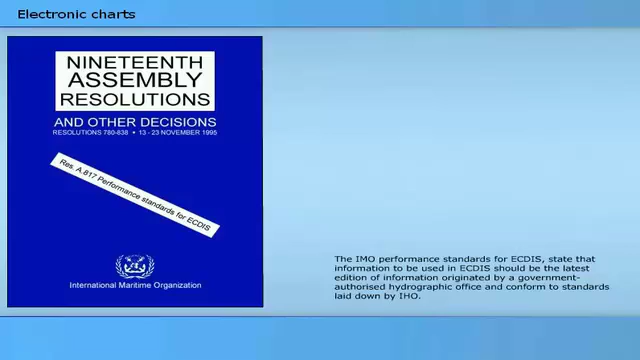 Electronic charts
NINETEENTH
ASSEMBLY
RESOLUTIONS
AND OTHER DECISIONS
RESOLUTIONS 780-838 • 13 - 23 NOVEMBER 1995
Res. A.817 Performance standards for ECDIS
International Maritime Organization
The IMO performance standards for ECDIS, state that
information to be used in ECDIS should be the latest
edition of information originated by a government-
authorised hydrographic office and conform to standards
laid down by IHO.